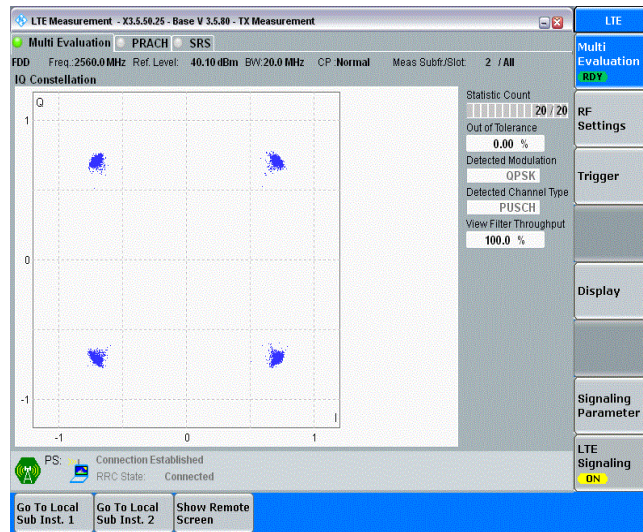 LTE Measurement - X3.5.50.25 - Base V 3.5.80 - TX Measurement
LTE
Multi Evaluation PRACH SRS
FDD Freq.:2560.0 MHz Ref. Level: 40.10 dBm BW:20.0 MHz CP :Normal Meas Subfr./Slot: 2 / All
IQ Constellation
Q
1
0
-1
-1 0 1
I
Statistic Count
20 / 20
Out of Tolerance
0.00 %
Detected Modulation
QPSK
Detected Channel Type
PUSCH
View Filter Throughput
100.0 %
Multi
Evaluation
RDY
RF
Settings
Trigger
Display
Signaling
Parameter
LTE
Signaling
ON
PS: Connection Established
RRC State: Connected
Go To Local
Sub Inst. 1
Go To Local
Sub Inst. 2
Show Remote
Screen